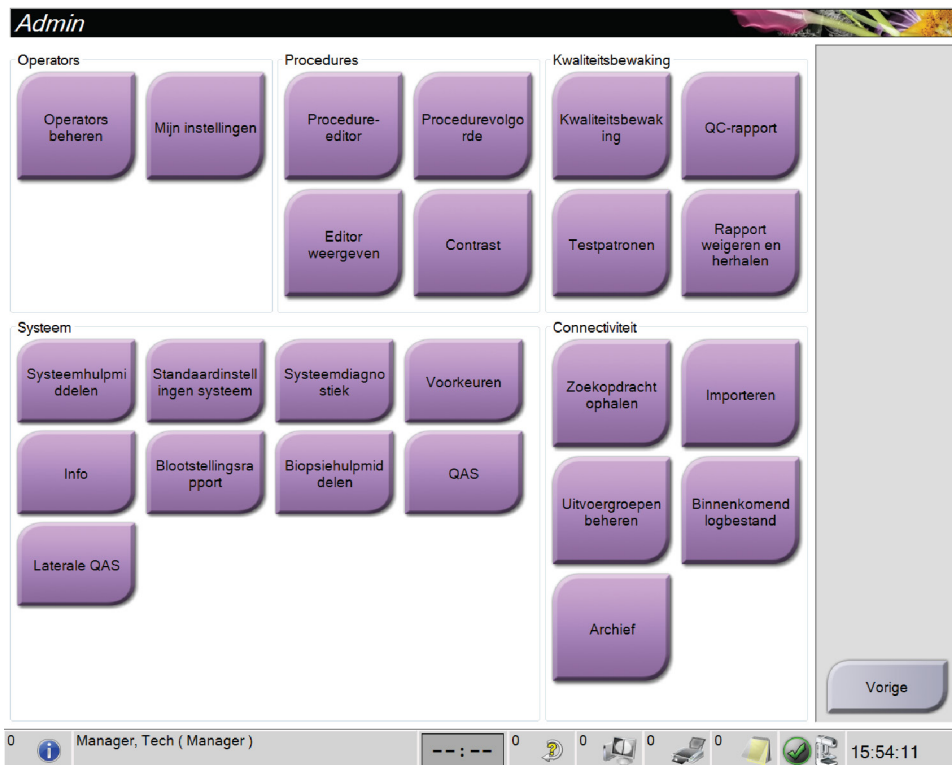 Admin
Operators
Operators
beheren
Mijn instellingen
Procedures
Procedure-
editor
Procedurevolgo
rde
Editor
weergeven
Contrast
Kwaliteitsbewaking
Kwaliteitsbewak
ing
QC-rapport
Testpatronen
Rapport
weigeren en
herhalen
Systeem
Systeemhulpmi
ddelen
Standaardinstell
ingen systeem
Systeemdiagno
stiek
Voorkeuren
Info
Blootstellingsra
pport
Biopsiehulpmid
delen
QAS
Laterale QAS
Connectiviteit
Zoekopdracht
ophalen
Importeren
Uitvoergroepen
beheren
Binnenkomend
logbestand
Archief
Vorige
0
Manager, Tech ( Manager )
--:--
0
0
0
0
15:54:11